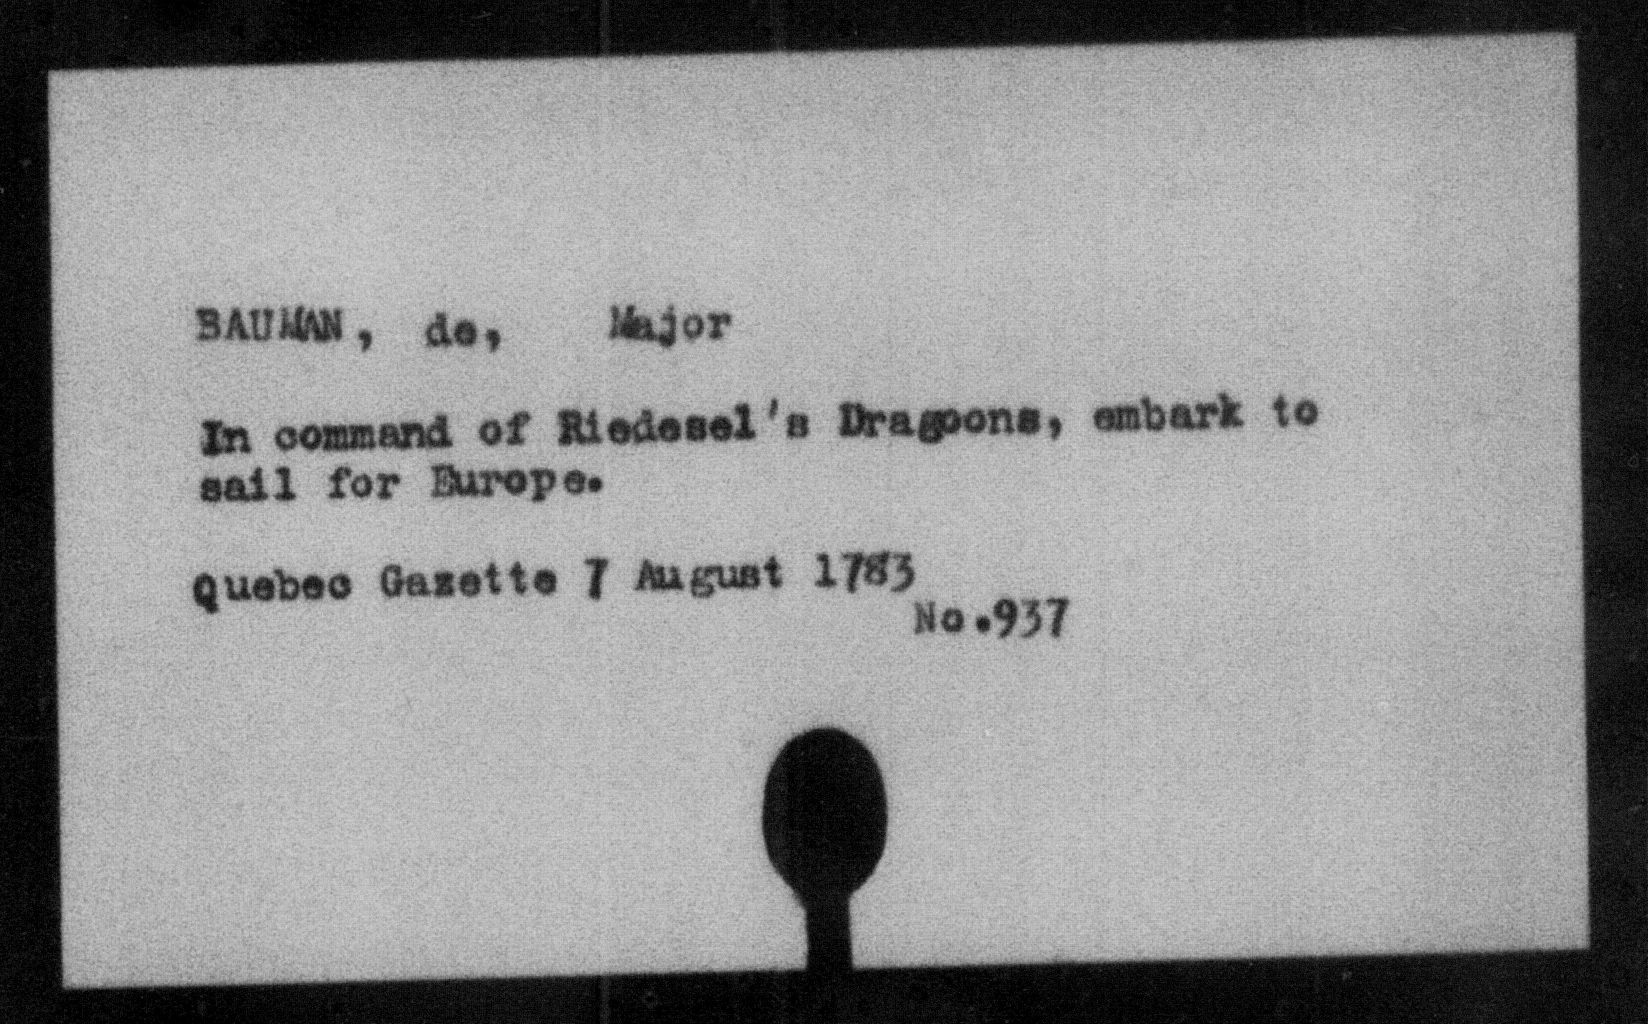 BAUMAN, de, Major
In command of Riedesel's Dragoons, embark to
sail for Europe.
Quebec Gazette 7 August 1783
No.937